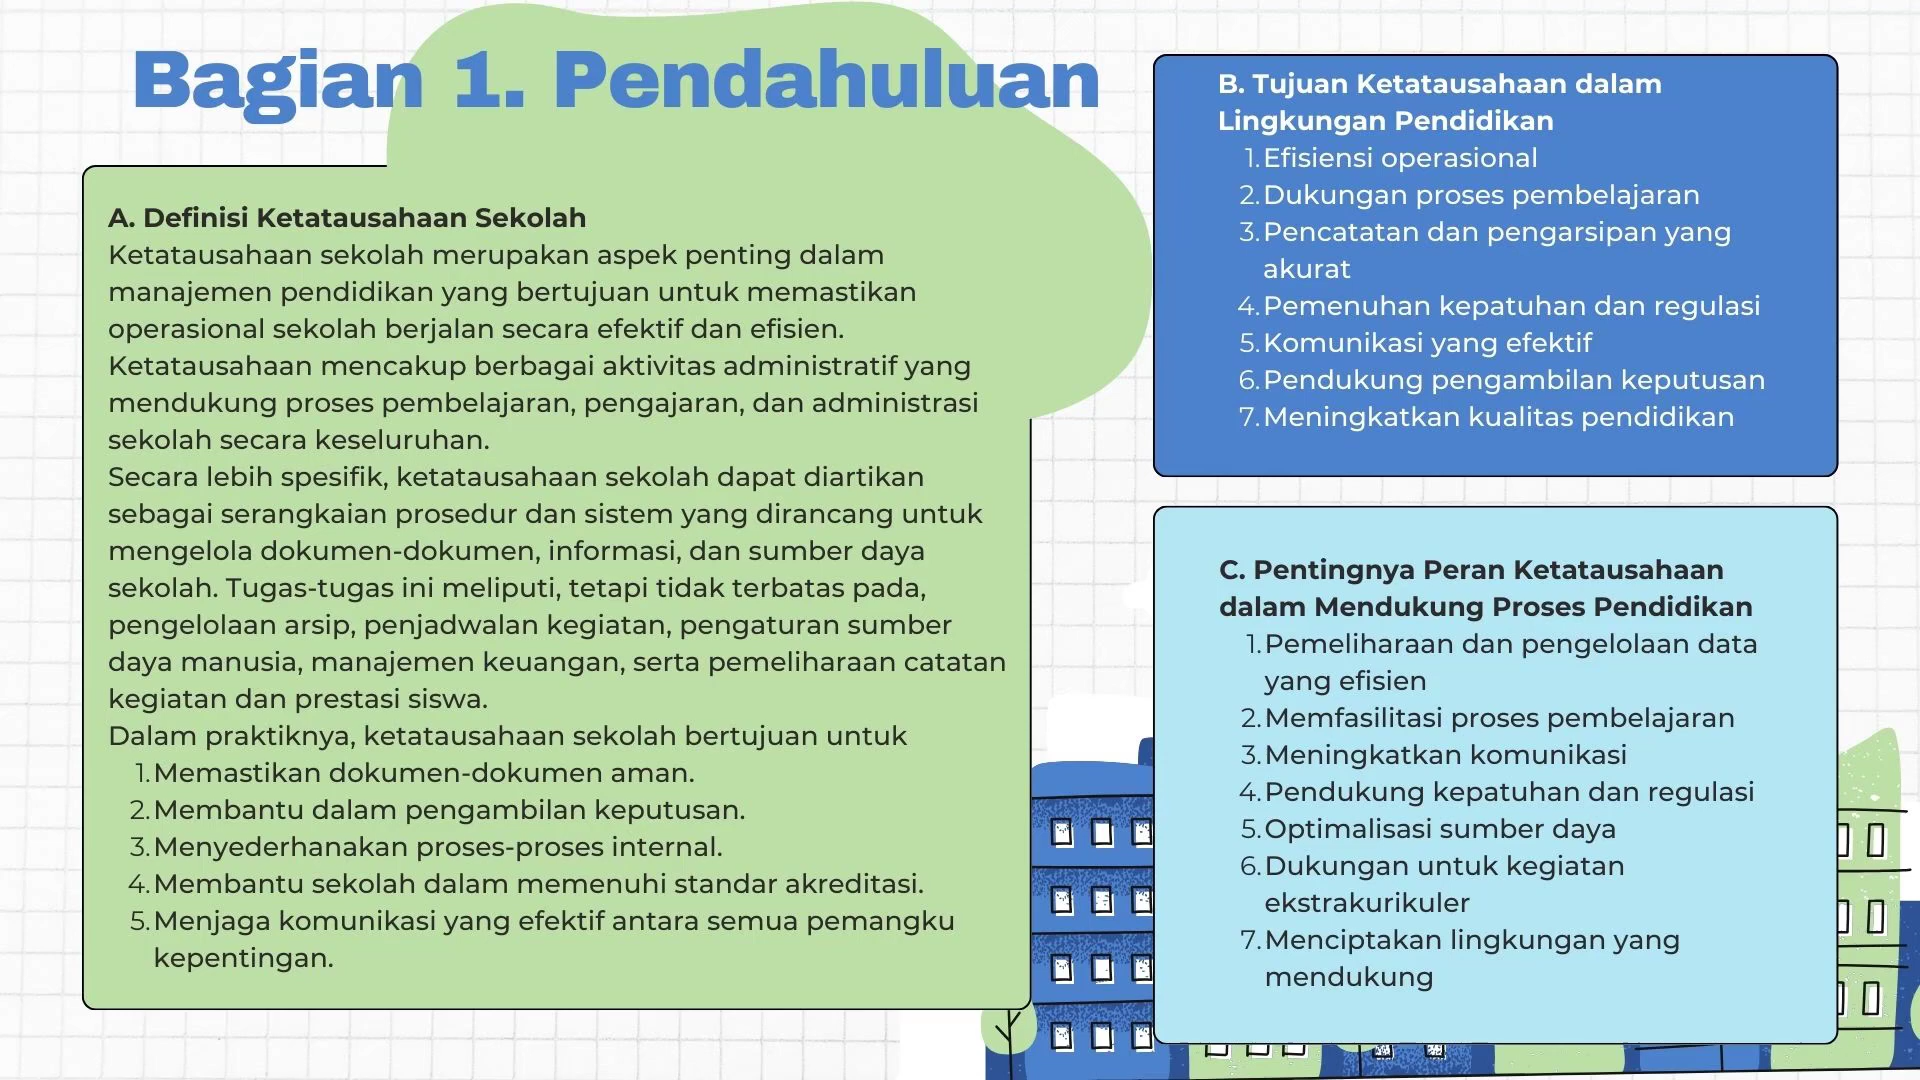 Bagian 1. Pendahuluan
A. Definisi Ketatausahaan Sekolah
Ketatausahaan sekolah merupakan aspek penting dalam
manajemen pendidikan yang bertujuan untuk memastikan
operasional sekolah berjalan secara efektif dan efisien.
Ketatausahaan mencakup berbagai aktivitas administratif yang
mendukung proses pembelajaran, pengajaran, dan administrasi
sekolah secara keseluruhan.
Secara lebih spesifik, ketatausahaan sekolah dapat diartikan
sebagai serangkaian prosedur dan sistem yang dirancang untuk
mengelola dokumen-dokumen, informasi, dan sumber daya
sekolah. Tugas-tugas ini meliputi, tetapi tidak terbatas pada,
pengelolaan arsip, penjadwalan kegiatan, pengaturan sumber
daya manusia, manajemen keuangan, serta pemeliharaan catatan
kegiatan dan prestasi siswa.
Dalam praktiknya, ketatausahaan sekolah bertujuan untuk
1. Memastikan dokumen-dokumen aman.
2. Membantu dalam pengambilan keputusan.
3. Menyederhanakan proses-proses internal.
4. Membantu sekolah dalam memenuhi standar akreditasi.
5. Menjaga komunikasi yang efektif antara semua pemangku
kepentingan.
B. Tujuan Ketatausahaan dalam
Lingkungan Pendidikan
1. Efisiensi operasional
2. Dukungan proses pembelajaran
3. Pencatatan dan pengarsipan yang
akurat
4. Pemenuhan kepatuhan dan regulasi
5. Komunikasi yang efektif
6. Pendukung pengambilan keputusan
7. Meningkatkan kualitas pendidikan
C. Pentingnya Peran Ketatausahaan
dalam Mendukung Proses Pendidikan
1. Pemeliharaan dan pengelolaan data
yang efisien
2. Memfasilitasi proses pembelajaran
3. Meningkatkan komunikasi
4. Pendukung kepatuhan dan regulasi
5. Optimalisasi sumber daya
6. Dukungan untuk kegiatan
ekstrakurikuler
7. Menciptakan lingkungan yang
mendukung